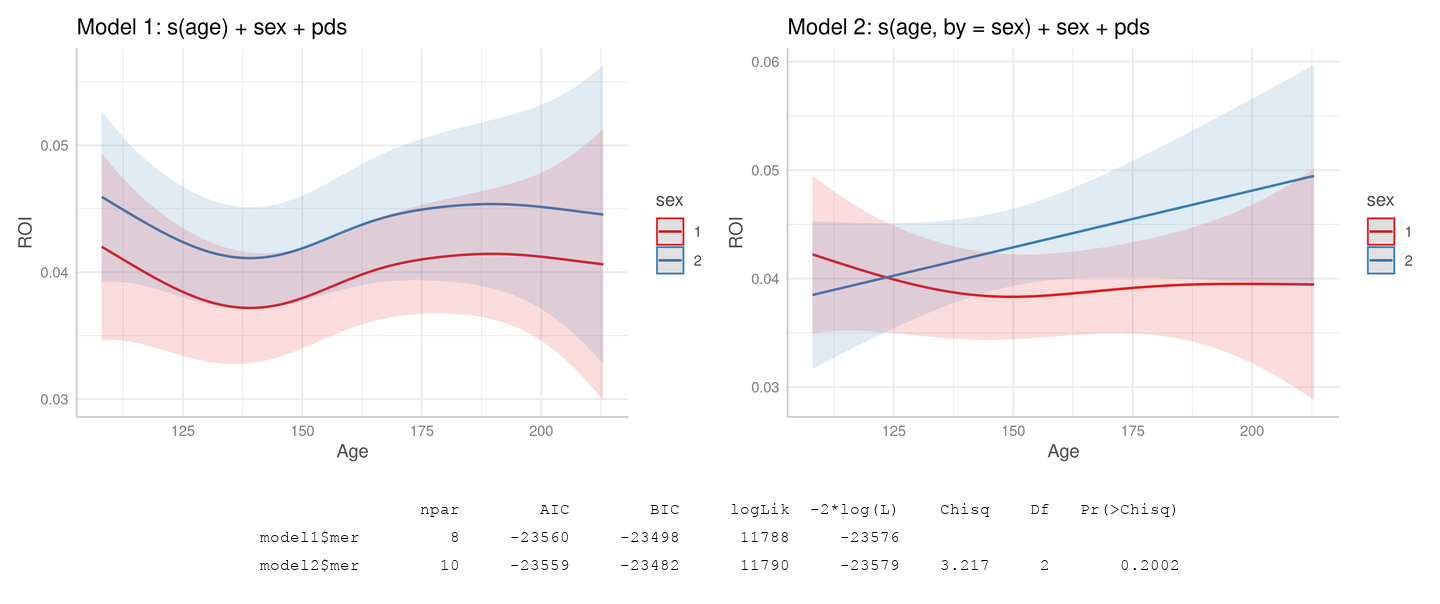 Model 1: s(age) + sex + pds
0.05
0.04
0.03
ROI
125 150 175 200
Age
sex
1
2
Model 2: s(age, by = sex) + sex + pds
0.06
0.05
0.04
0.03
ROI
125 150 175 200
Age
sex
1
2
npar AIC BIC logLik -2*log(L) Chisq Df Pr(>Chisq)
model1$mer 8 -23560 -23498 11788 -23576
model2$mer 10 -23559 -23482 11790 -23579 3.217 2 0.2002